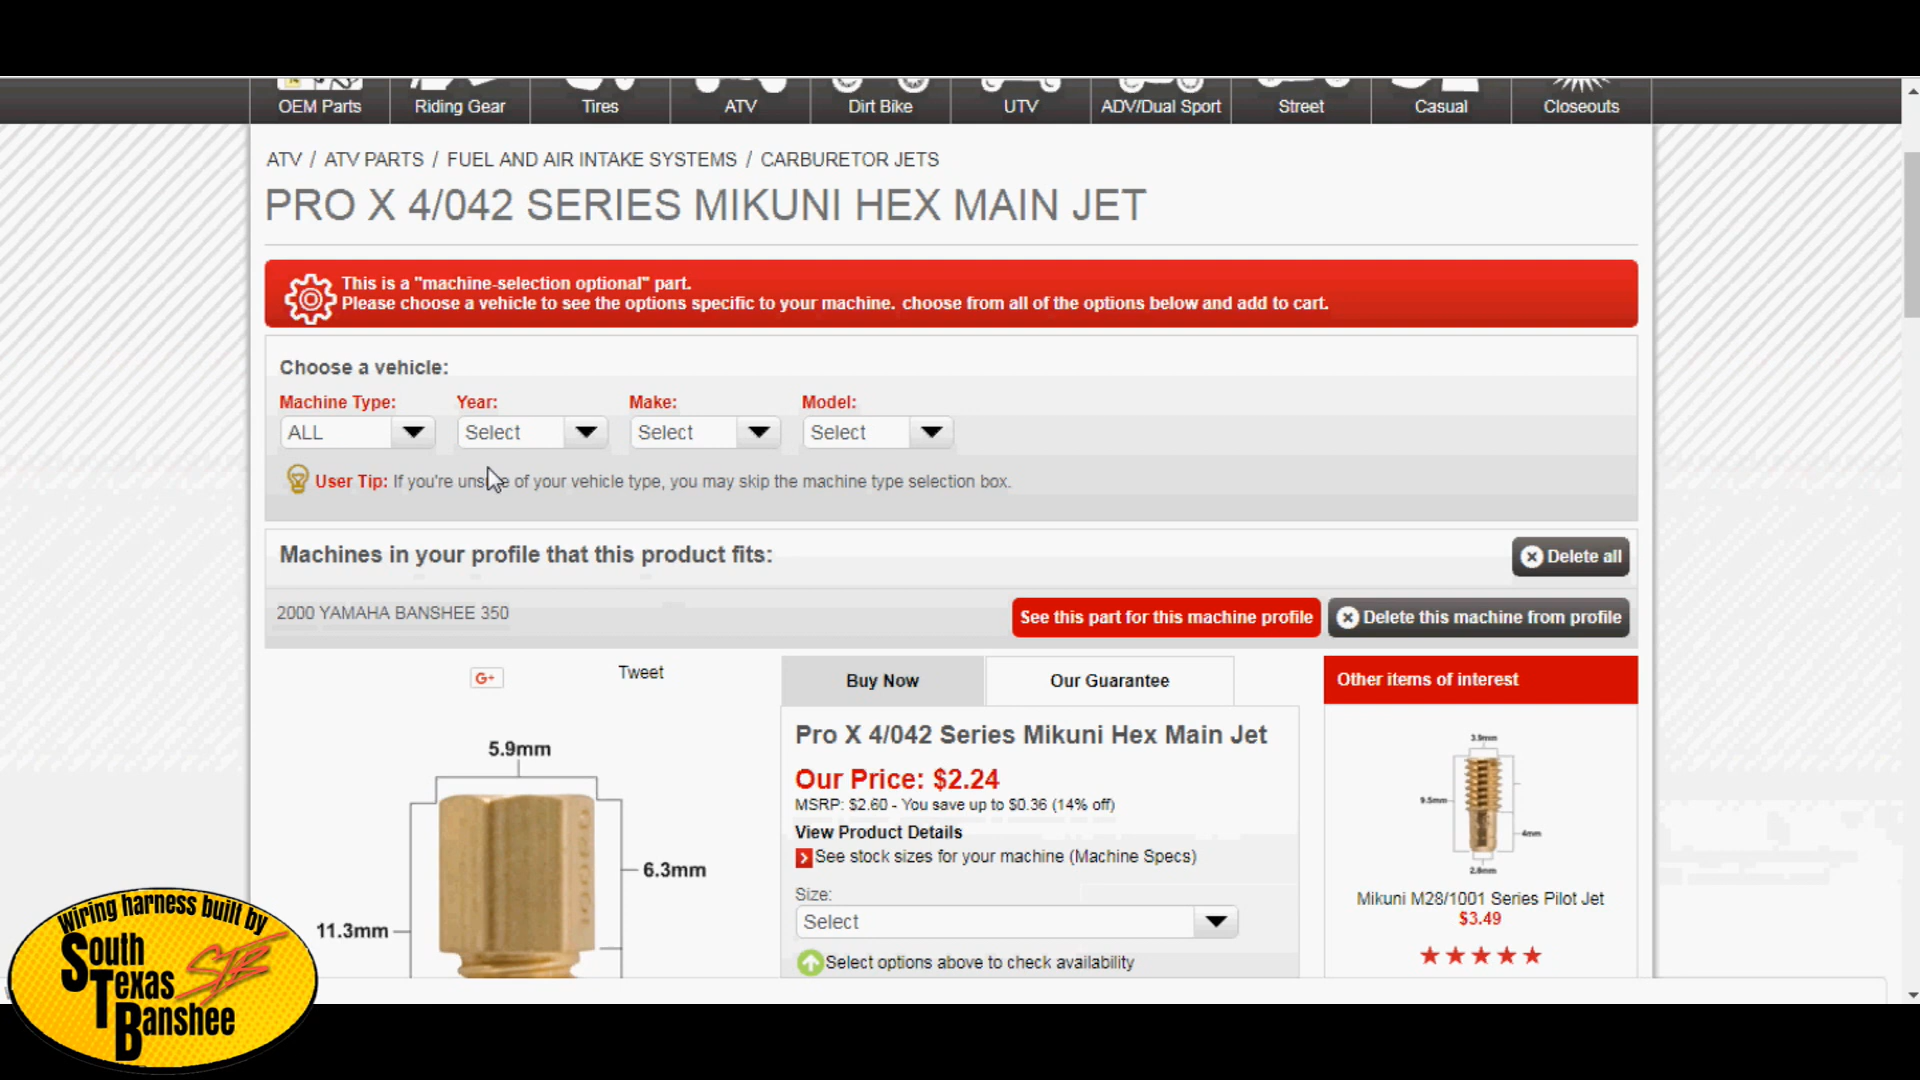 OEM Parts
Riding Gear
Tires
ATV
Dirt Bike
UTV
ADV/Dual Sport
Street
Casual
Closeouts
ATV / ATV PARTS / FUEL AND AIR INTAKE SYSTEMS / CARBURETOR JETS
PRO X 4/042 SERIES MIKUNI HEX MAIN JET
This is a "machine-selection optional" part.
Please choose a vehicle to see the options specific to your machine. choose from all of the options below and add to cart.
Choose a vehicle:
Machine Type: Year: Make: Model:
ALL Select Select Select
User Tip: If you're unsure of your vehicle type, you may skip the machine type selection box.
Machines in your profile that this product fits:
Delete all
2000 YAMAHA BANSHEE 350
See this part for this machine profile
Delete this machine from profile
G+
Tweet
5.9mm
6.3mm
11.3mm
Buy Now
Our Guarantee
Pro X 4/042 Series Mikuni Hex Main Jet
Our Price: $2.24
MSRP: $2.60 - You save up to $0.36 (14% off)
View Product Details
See stock sizes for your machine (Machine Specs)
Size:
Select
Select options above to check availability
Other items of interest
3.9mm
9.5mm
4mm
2.8mm
Mikuni M28/1001 Series Pilot Jet
$3.49
Wiring harness built by
South
Texas
Banshee
STR